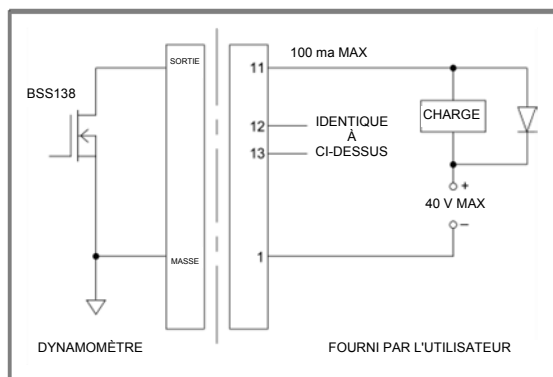 SORTIE
11
100 ma MAX
BSS138
12
IDENTIQUE
À
13
CI-DESSUS
CHARGE
+
40 V MAX
–
MASSE
1
DYNAMOMÈTRE
FOURNI PAR L'UTILISATEUR